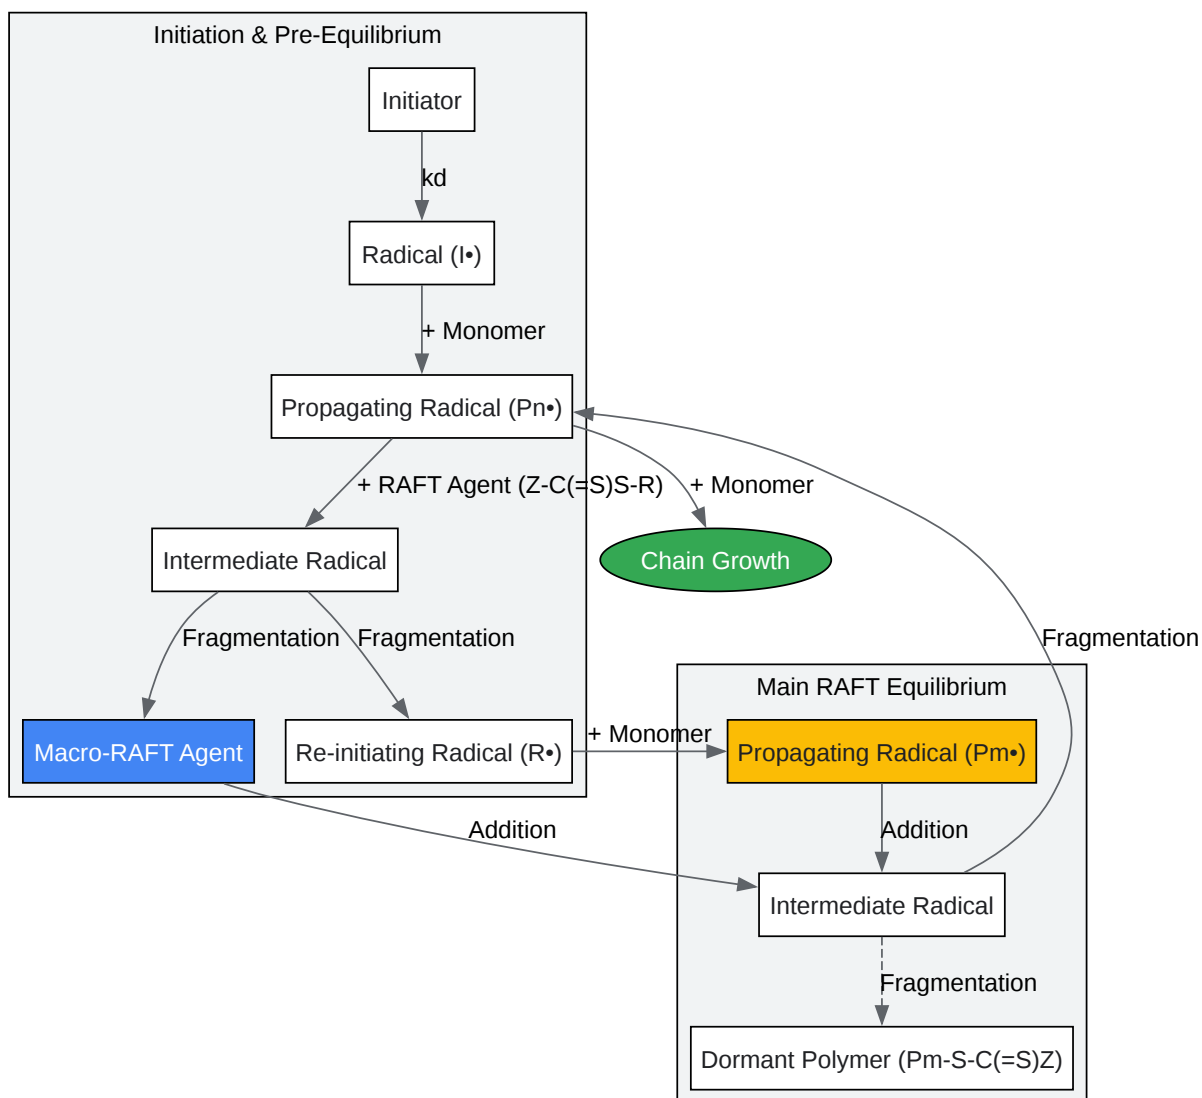 Initiation & Pre-Equilibrium
Initiator
kd
Radical (I•)
+ Monomer
Propagating Radical (Pn•)
+ RAFT Agent (Z-C(=S)S-R)
+ Monomer
Intermediate Radical
Chain Growth
Fragmentation
Fragmentation
Fragmentation
Main RAFT Equilibrium
Macro-RAFT Agent
Re-initiating Radical (R•)
+ Monomer
Propagating Radical (Pm•)
Addition
Addition
Intermediate Radical
Fragmentation
Dormant Polymer (Pm-S-C(=S)Z)